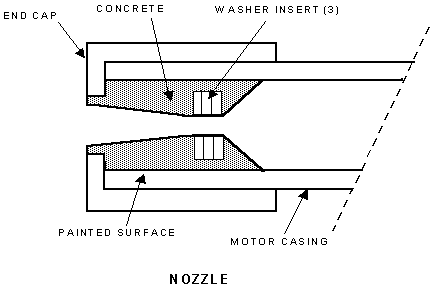 END CAP
CONCRETE
WASHER INSERT (3)
PAINTED SURFACE
MOTOR CASING
NOZZLE